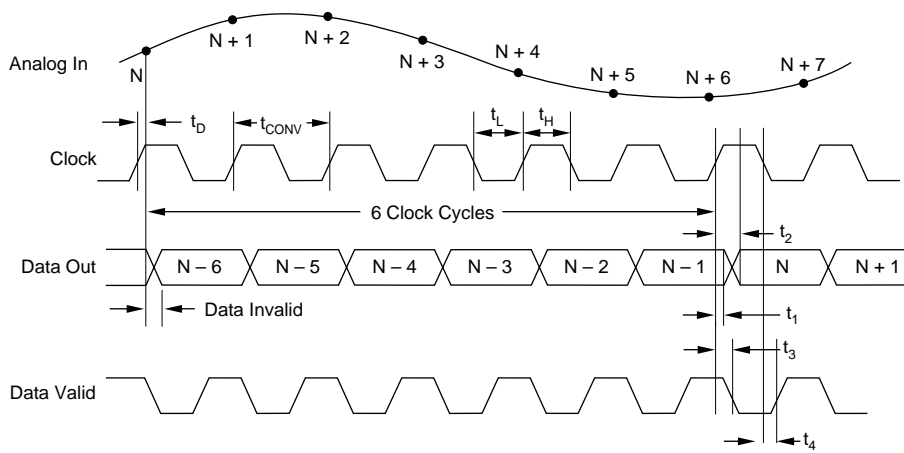 Analog In
N
N + 1
N + 2
N + 3
N + 4
N + 5
N + 6
N + 7
t_D
t_CONV
t_L
t_H
Clock
6 Clock Cycles
t_2
Data Out
N – 6
N – 5
N – 4
N – 3
N – 2
N – 1
N
N + 1
Data Invalid
t_1
t_3
Data Valid
t_4